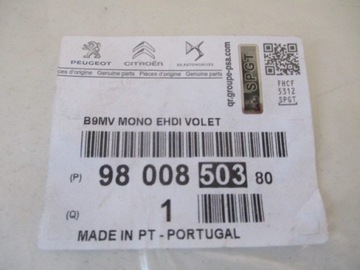 PEUGEOT
CITROËN
DS AUTOMOBILES
Pièces d'origine Genuine parts Pièces d'origine Genuine parts
qr.groupe-psa.com
SPGT
FHCF
5312
SPGT
B9MV MONO EHDI VOLET
(P) 98 008 503 80
(Q) 1
MADE IN PT - PORTUGAL